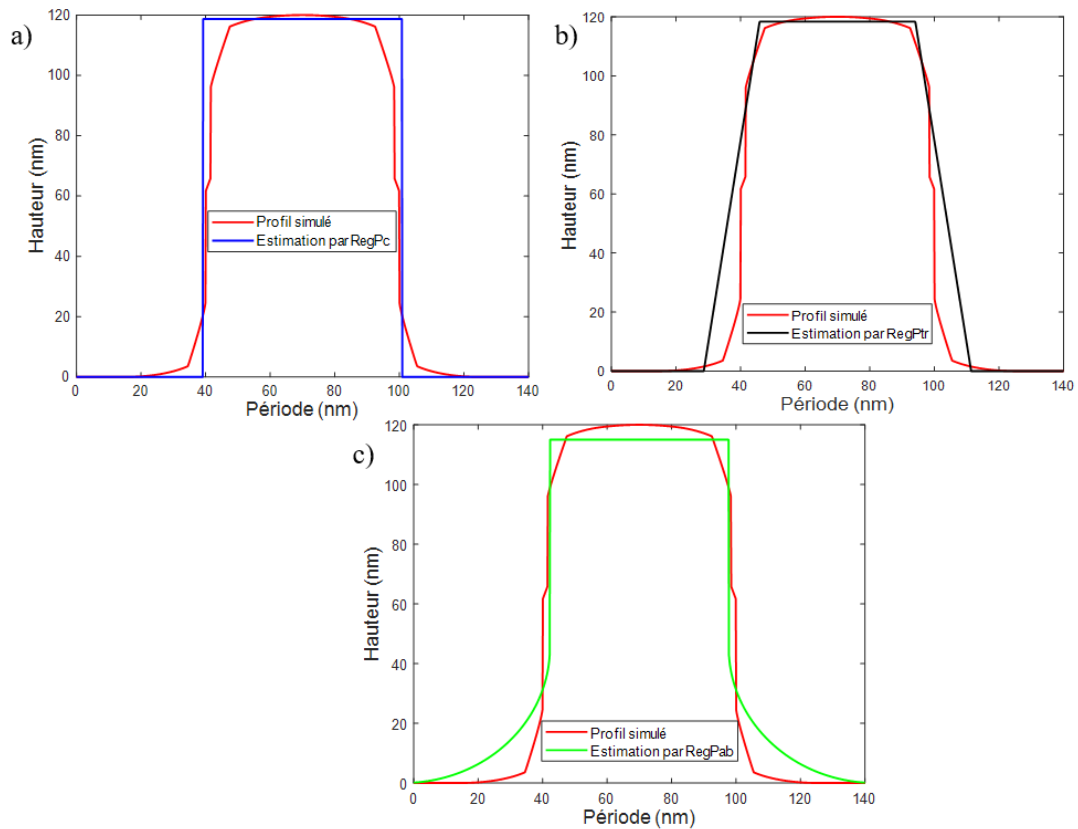 a)
120
100
80
60
40
20
0
Hauteur (nm)
Profil simulé
Estimation par RegPc
0 20 40 60 80 100 120 140
Période (nm)
b)
120
100
80
60
40
20
0
Hauteur (nm)
Profil simulé
Estimation par RegPtr
0 20 40 60 80 100 120 140
Période (nm)
c)
120
100
80
60
40
20
0
Hauteur (nm)
Profil simulé
Estimation par RegPab
0 20 40 60 80 100 120 140
Période (nm)